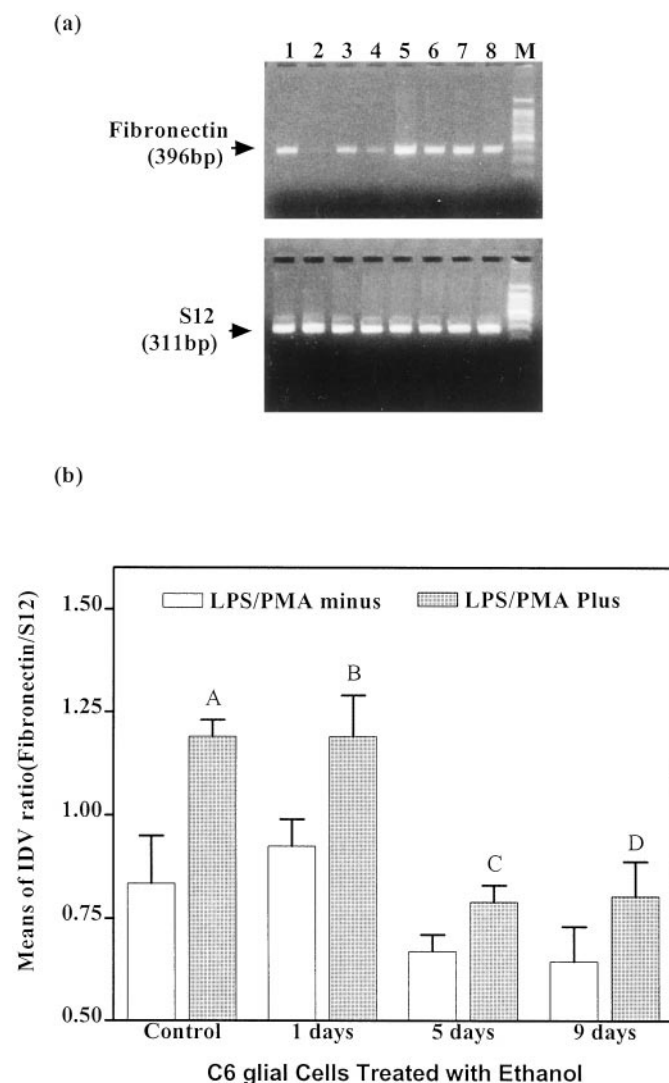 (a)
1 2 3 4 5 6 7 8 M
Fibronectin
(396bp)
S12
(311bp)
(b)
Means of IDV ratio(Fibronectin/S12)
1.50
1.25
1.00
0.75
0.50
LPS/PMA minus LPS/PMA Plus
A
B
C
D
Control 1 days 5 days 9 days
C6 glial Cells Treated with Ethanol